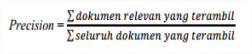 Precision = ∑ dokumen relevan yang terambil
∑ seluruh dokumen yang terambil